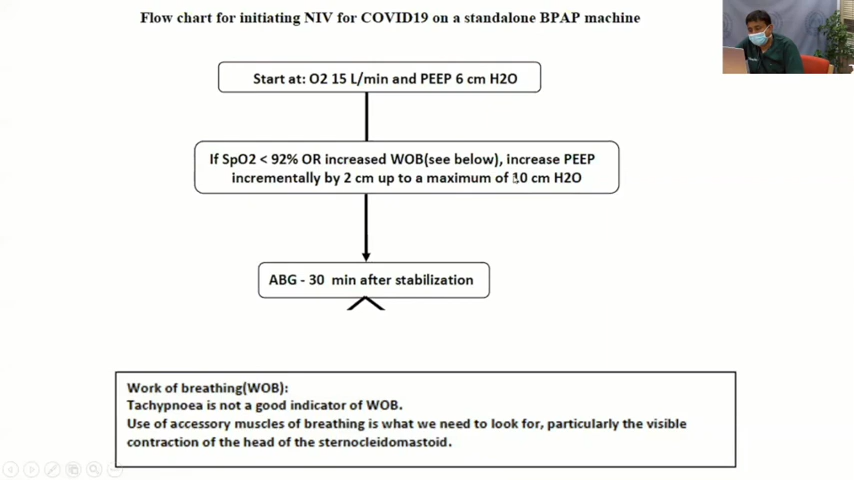 Flow chart for initiating NIV for COVID19 on a standalone BPAP machine
Start at: O2 15 L/min and PEEP 6 cm H2O
If SpO2 < 92% OR increased WOB(see below), increase PEEP
incrementally by 2 cm up to a maximum of 10 cm H2O
ABG - 30 min after stabilization
Work of breathing(WOB):
Tachypnoea is not a good indicator of WOB.
Use of accessory muscles of breathing is what we need to look for, particularly the visible
contraction of the head of the sternocleidomastoid.